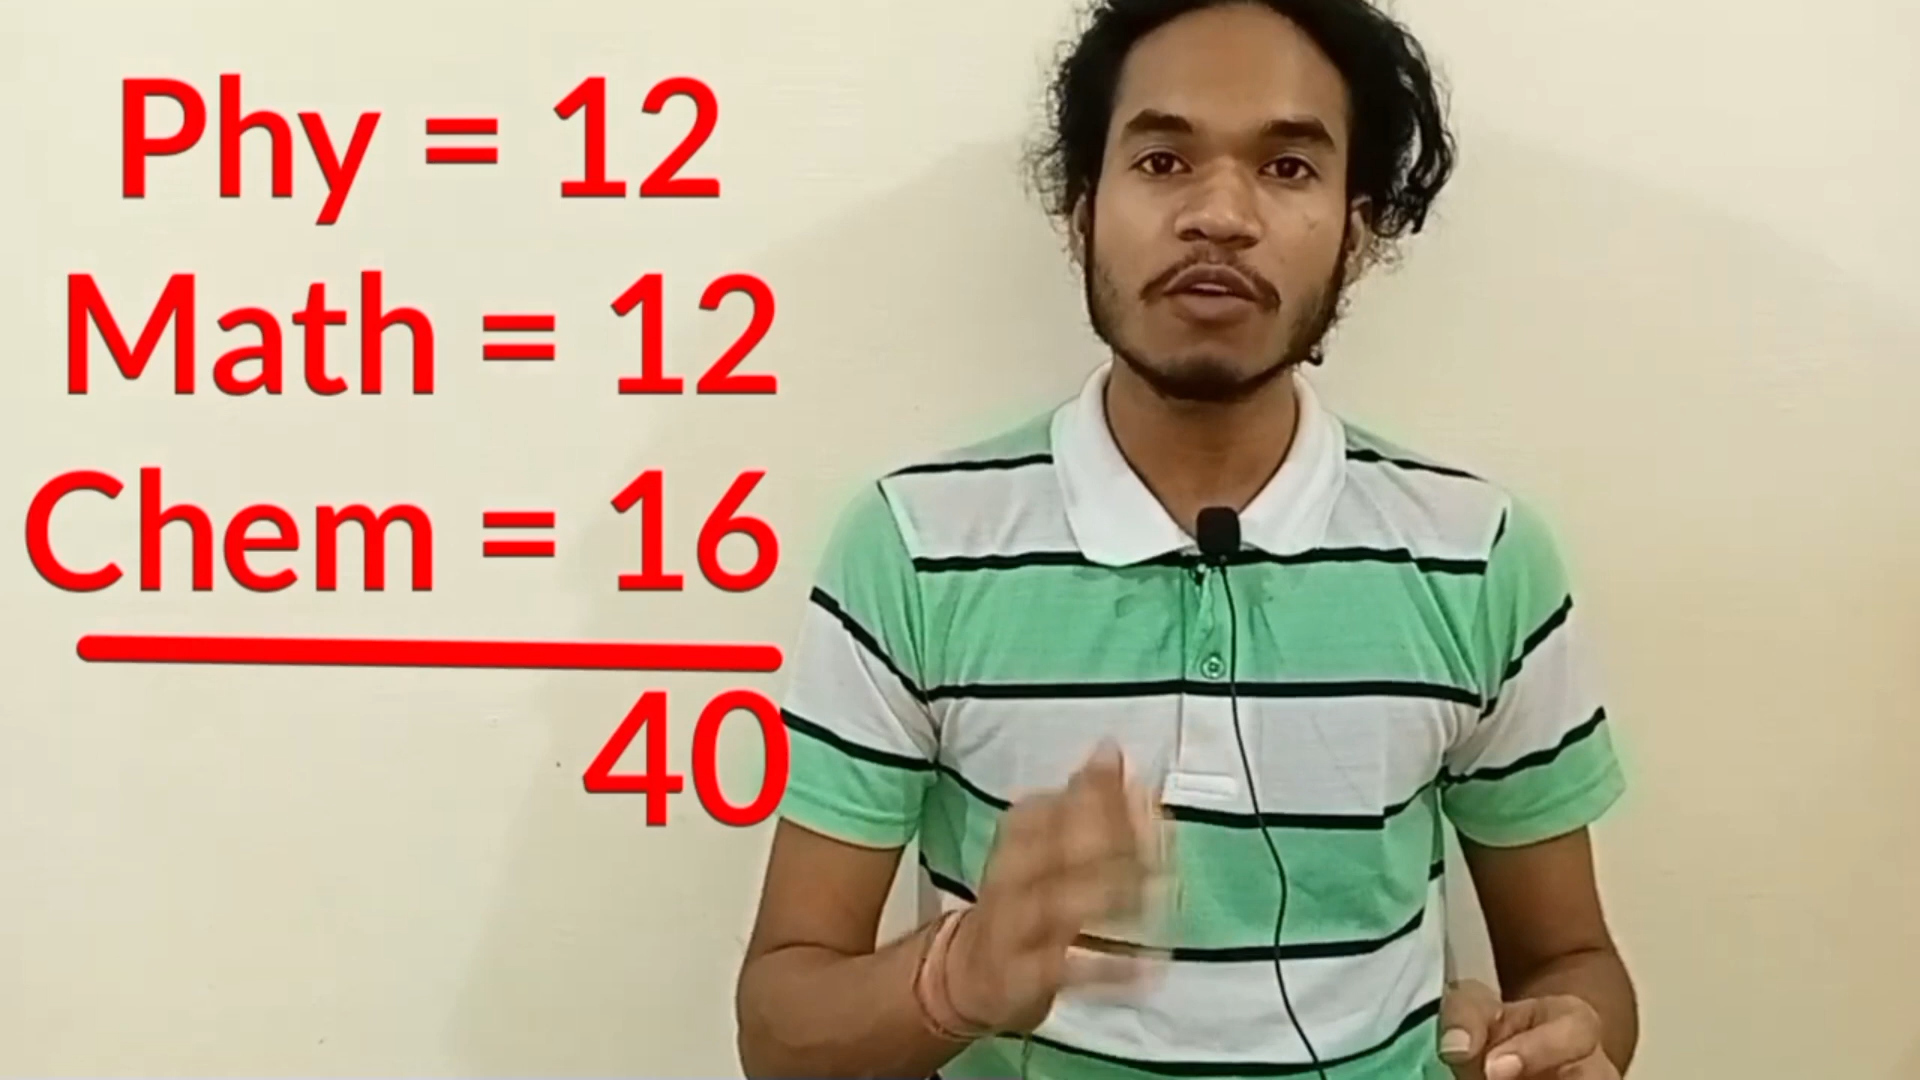 Phy = 12
Math = 12
Chem = 16
40